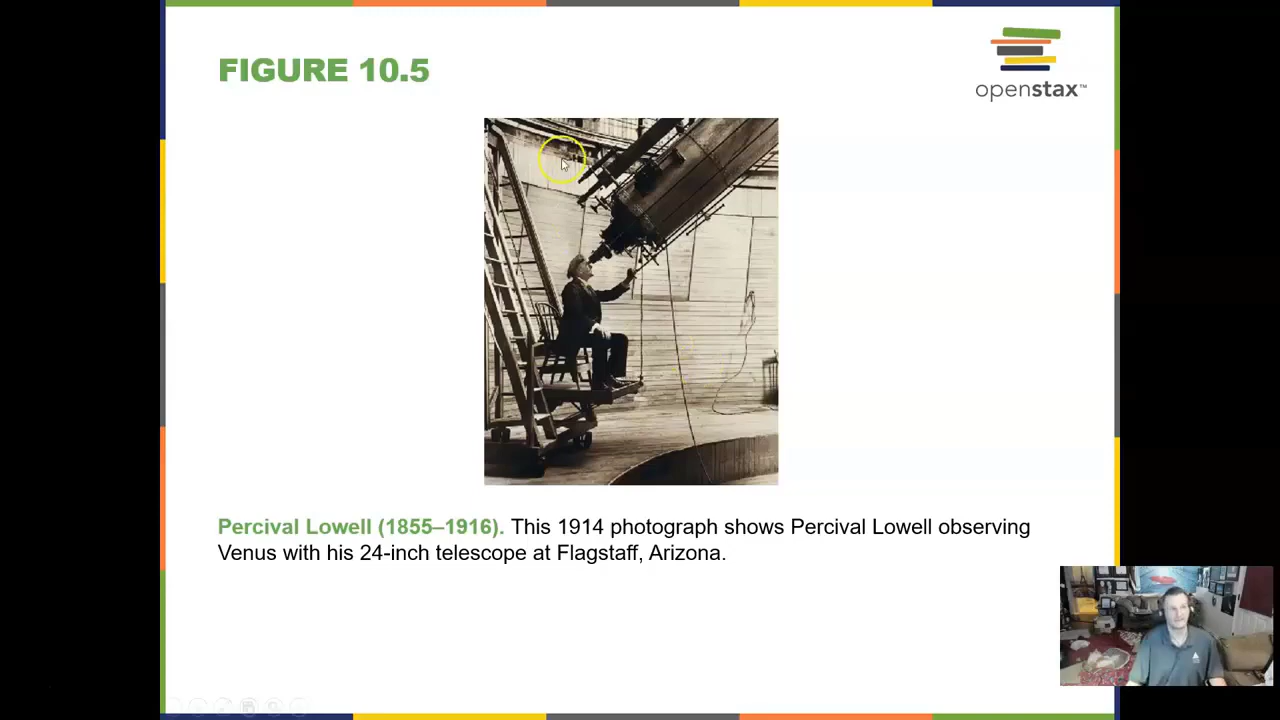 FIGURE 10.5
openstax™
Percival Lowell (1855–1916). This 1914 photograph shows Percival Lowell observing
Venus with his 24-inch telescope at Flagstaff, Arizona.